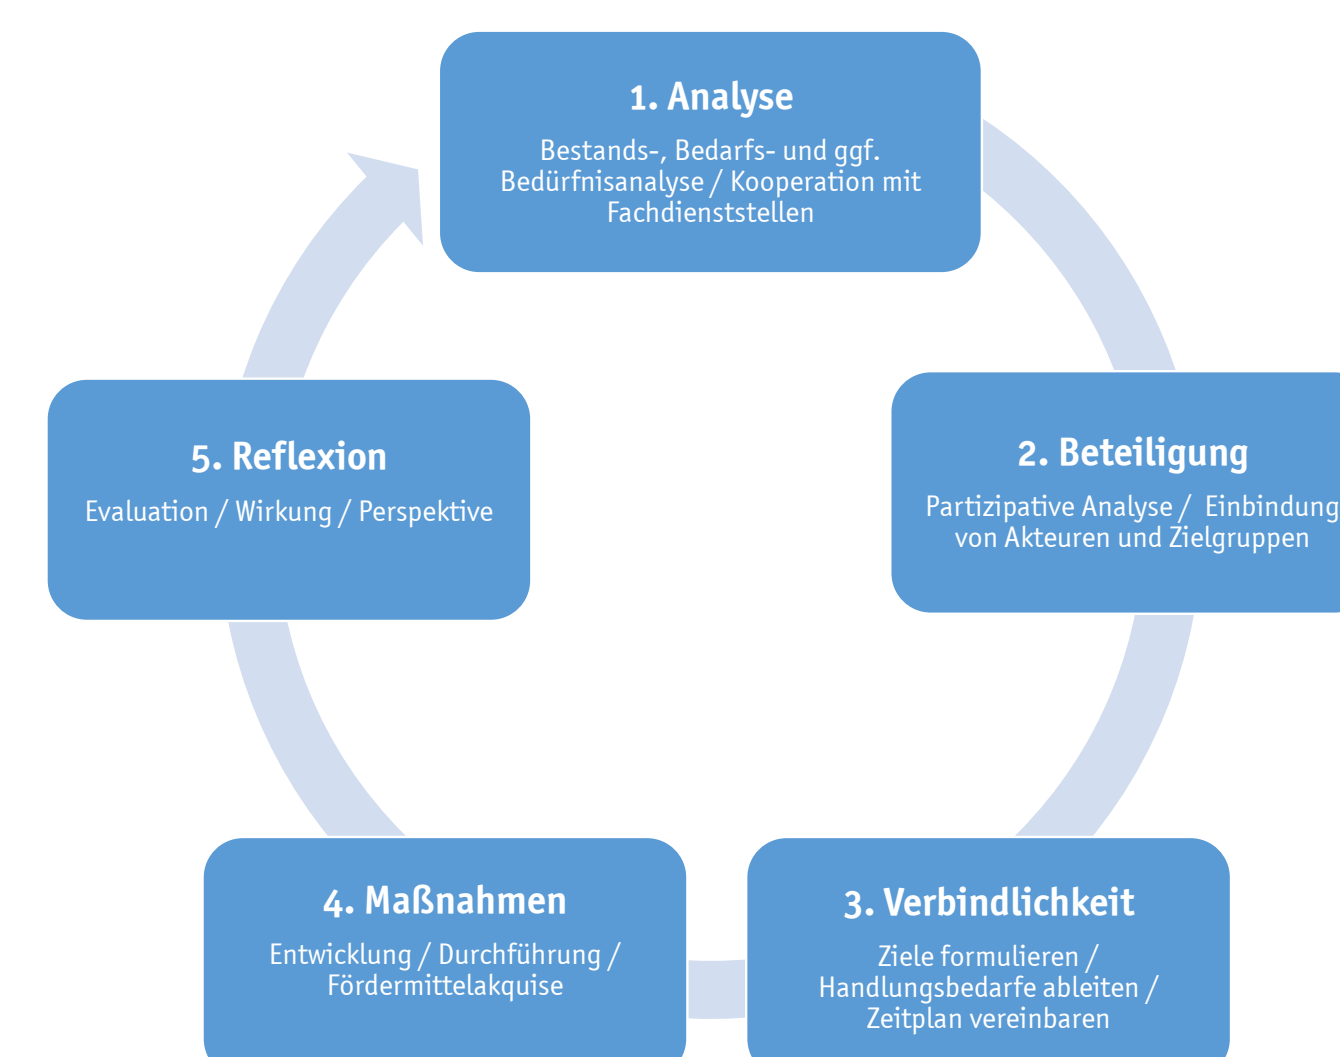 1. Analyse
Bestands-, Bedarfs- und ggf.
Bedürfnisanalyse / Kooperation mit
Fachdienststellen
2. Beteiligung
Partizipative Analyse /  Einbindung
von Akteuren und Zielgruppen
3. Verbindlichkeit
Ziele formulieren /
Handlungsbedarfe ableiten /
Zeitplan vereinbaren
4. Maßnahmen
Entwicklung / Durchführung /
Fördermittelakquise
5. Reflexion
Evaluation / Wirkung / Perspektive